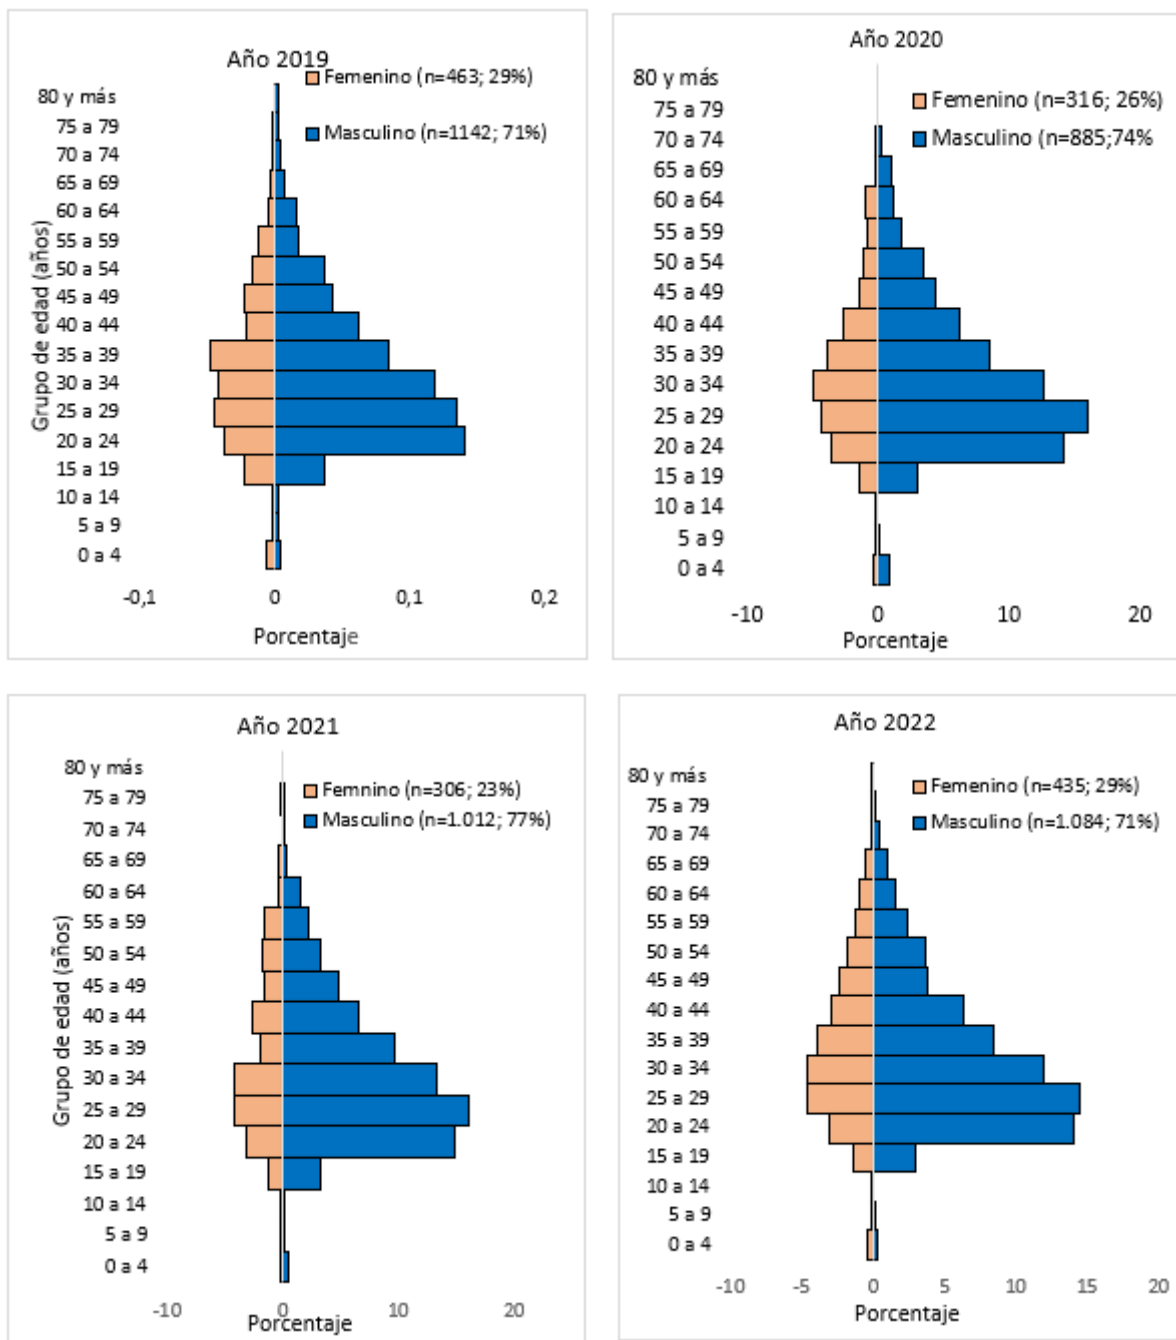 Año 2019
Femenino (n=463; 29%)
Masculino (n=1142; 71%)
Grupo de edad (años)
80 y más
75 a 79
70 a 74
65 a 69
60 a 64
55 a 59
50 a 54
45 a 49
40 a 44
35 a 39
30 a 34
25 a 29
20 a 24
15 a 19
10 a 14
5 a 9
0 a 4
-0,1 0 0,1 0,2
Porcentaje
Año 2020
Femenino (n=316; 26%)
Masculino (n=885;74%
80 y más
75 a 79
70 a 74
65 a 69
60 a 64
55 a 59
50 a 54
45 a 49
40 a 44
35 a 39
30 a 34
25 a 29
20 a 24
15 a 19
10 a 14
5 a 9
0 a 4
-10 0 10 20
Porcentaje
Año 2021
Femnino (n=306; 23%)
Masculino (n=1.012; 77%)
Grupo de edad (años)
80 y más
75 a 79
70 a 74
65 a 69
60 a 64
55 a 59
50 a 54
45 a 49
40 a 44
35 a 39
30 a 34
25 a 29
20 a 24
15 a 19
10 a 14
5 a 9
0 a 4
-10 0 10 20
Porcentaje
Año 2022
Femenino (n=435; 29%)
Masculino (n=1.084; 71%)
80 y más
75 a 79
70 a 74
65 a 69
60 a 64
55 a 59
50 a 54
45 a 49
40 a 44
35 a 39
30 a 34
25 a 29
20 a 24
15 a 19
10 a 14
5 a 9
0 a 4
-10 -5 0 5 10 15 20
Porcentaje